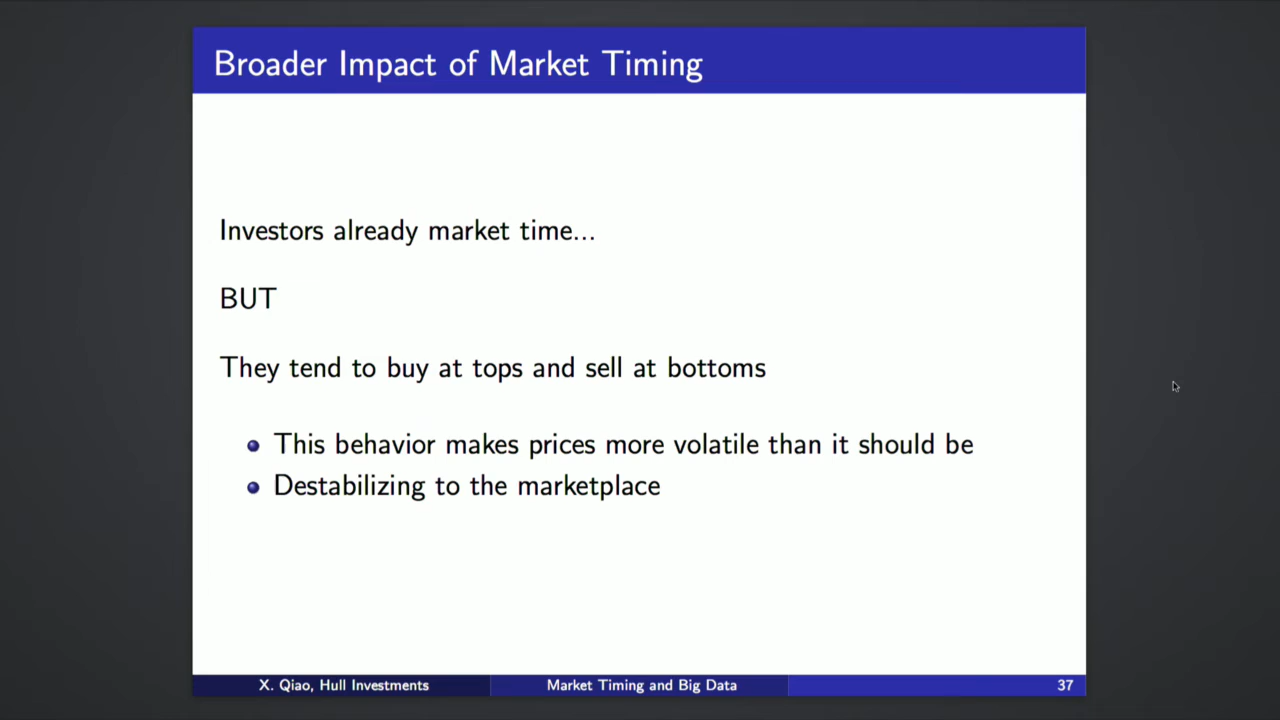 Broader Impact of Market Timing
Investors already market time...
BUT
They tend to buy at tops and sell at bottoms
This behavior makes prices more volatile than it should be
Destabilizing to the marketplace
X. Qiao, Hull Investments
Market Timing and Big Data
37